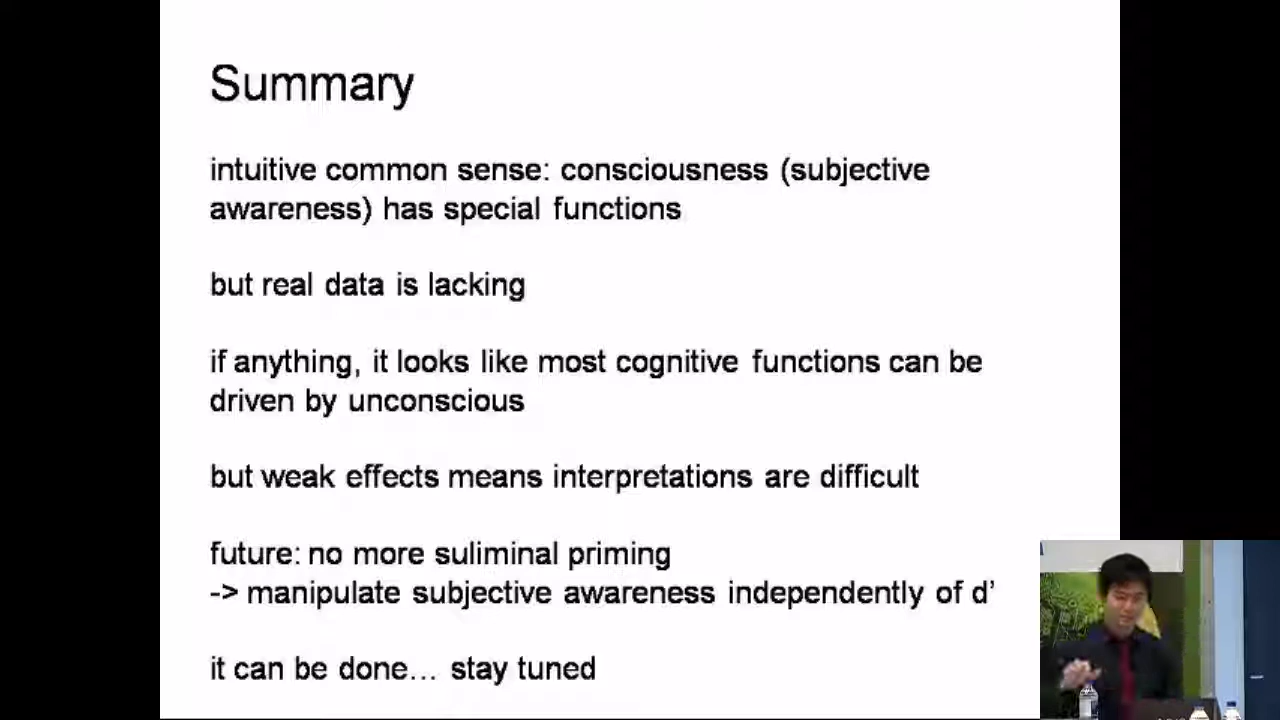 Summary
intuitive common sense: consciousness (subjective
awareness) has special functions
but real data is lacking
if anything, it looks like most cognitive functions can be
driven by unconscious
but weak effects means interpretations are difficult
future: no more suliminal priming
-> manipulate subjective awareness independently of d’
it can be done… stay tuned